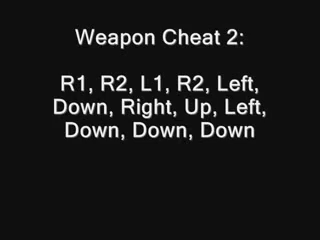 Weapon Cheat 2:
R1, R2, L1, R2, Left,
Down, Right, Up, Left,
Down, Down, Down